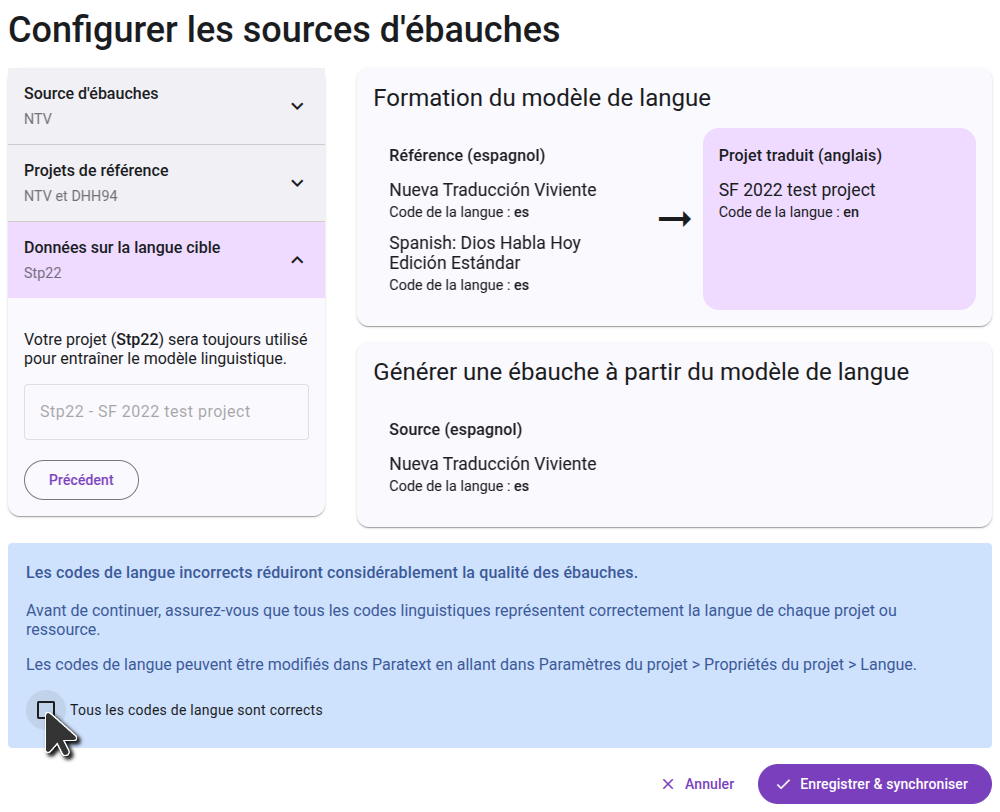 Configurer les sources d'ébauches
Source d'ébauches
NTV
Projets de référence
NTV et DHH94
Données sur la langue cible
Stp22
Votre projet (Stp22) sera toujours utilisé
pour entraîner le modèle linguistique.
Stp22 - SF 2022 test project
Précédent
Formation du modèle de langue
Référence (espagnol)
Nueva Traducción Viviente
Code de la langue : es
Spanish: Dios Habla Hoy
Edición Estándar
Code de la langue : es
Projet traduit (anglais)
SF 2022 test project
Code de la langue : en
Générer une ébauche à partir du modèle de langue
Source (espagnol)
Nueva Traducción Viviente
Code de la langue : es
Les codes de langue incorrects réduiront considérablement la qualité des ébauches.
Avant de continuer, assurez-vous que tous les codes linguistiques représentent correctement la langue de chaque projet ou
ressource.
Les codes de langue peuvent être modifiés dans Paratext en allant dans Paramètres du projet > Propriétés du projet > Langue.
Tous les codes de langue sont corrects
Annuler
Enregistrer & synchroniser